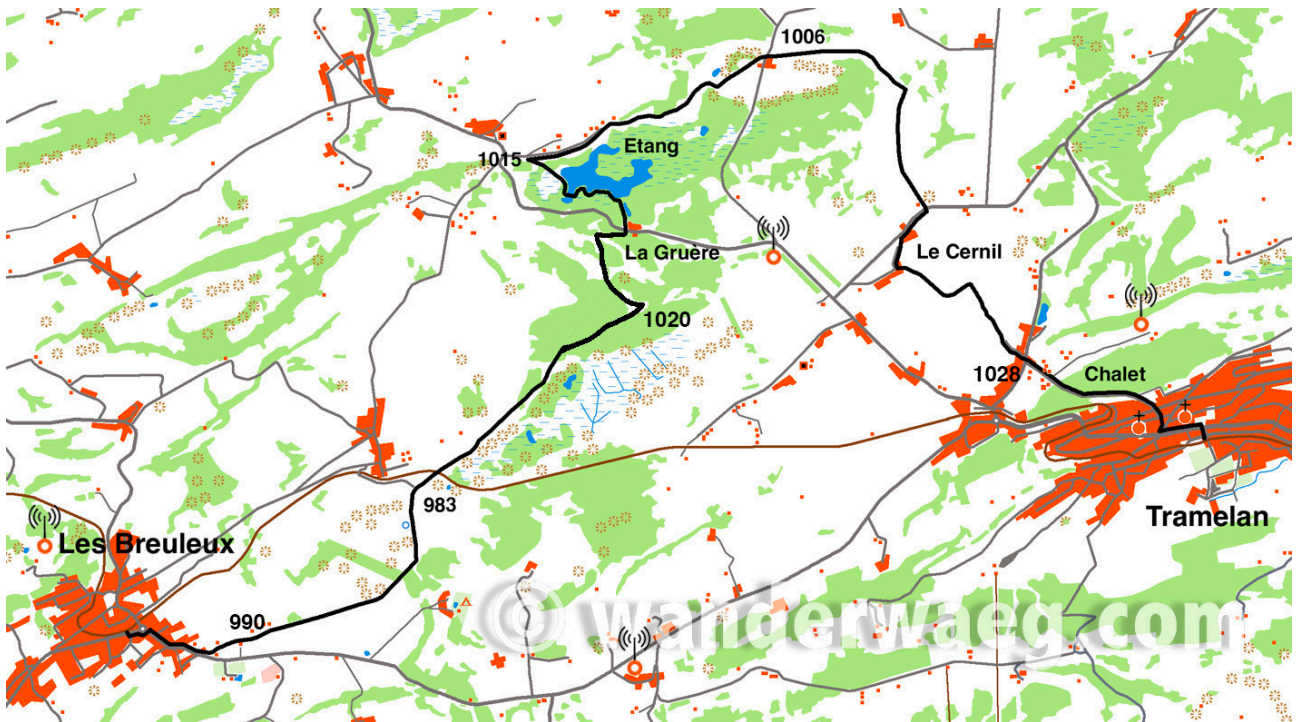 1006
Etang
1015
La Gruère
Le Cernil
1020
1028
Chalet
983
Tramelan
Les Breuleux
990
© wanderwaeg.com